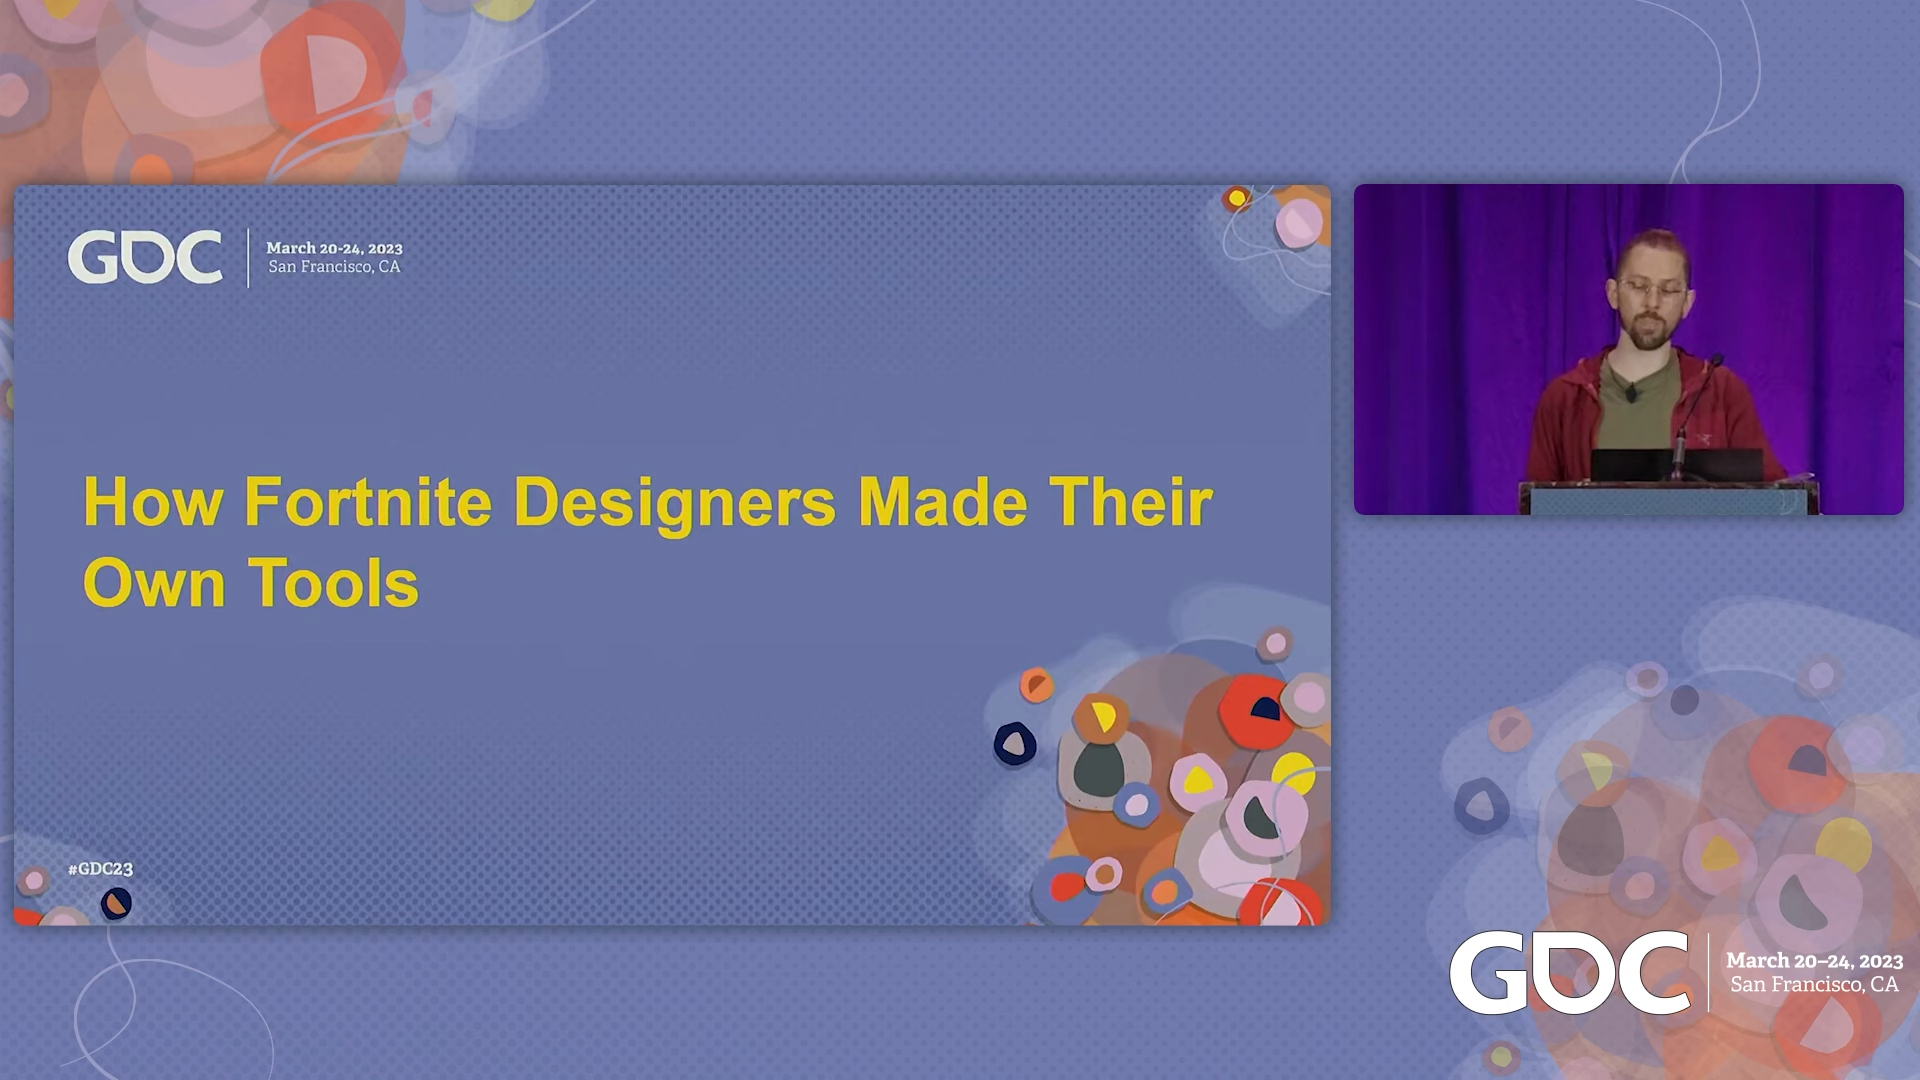 GDC
March 20-24, 2023
San Francisco, CA
How Fortnite Designers Made Their
Own Tools
#GDC23
GDC
March 20–24, 2023
San Francisco, CA